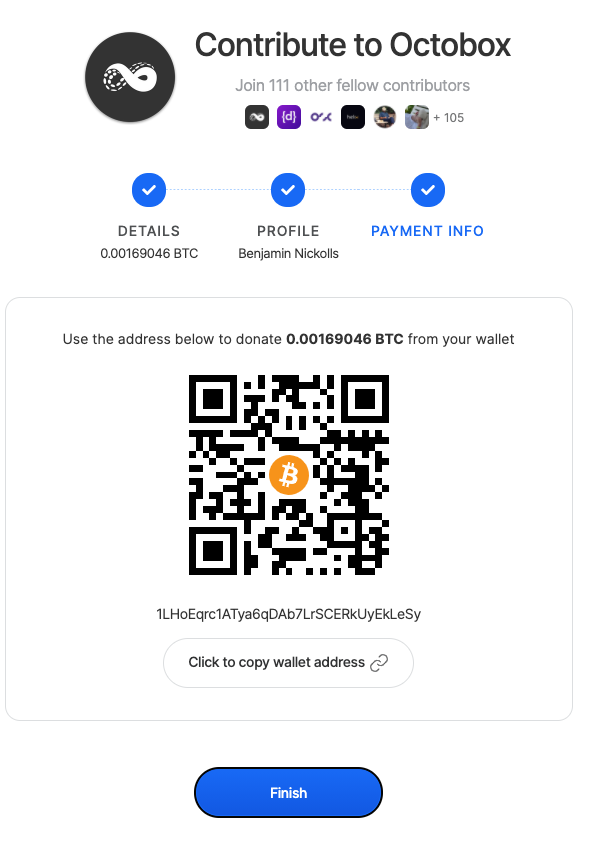 Contribute to Octobox
Join 111 other fellow contributors
+ 105
DETAILS
0.00169046 BTC
PROFILE
Benjamin Nickolls
PAYMENT INFO
Use the address below to donate 0.00169046 BTC from your wallet
1LHoEqrc1ATya6qDAb7LrSCERkUyEkLeSy
Click to copy wallet address
Finish